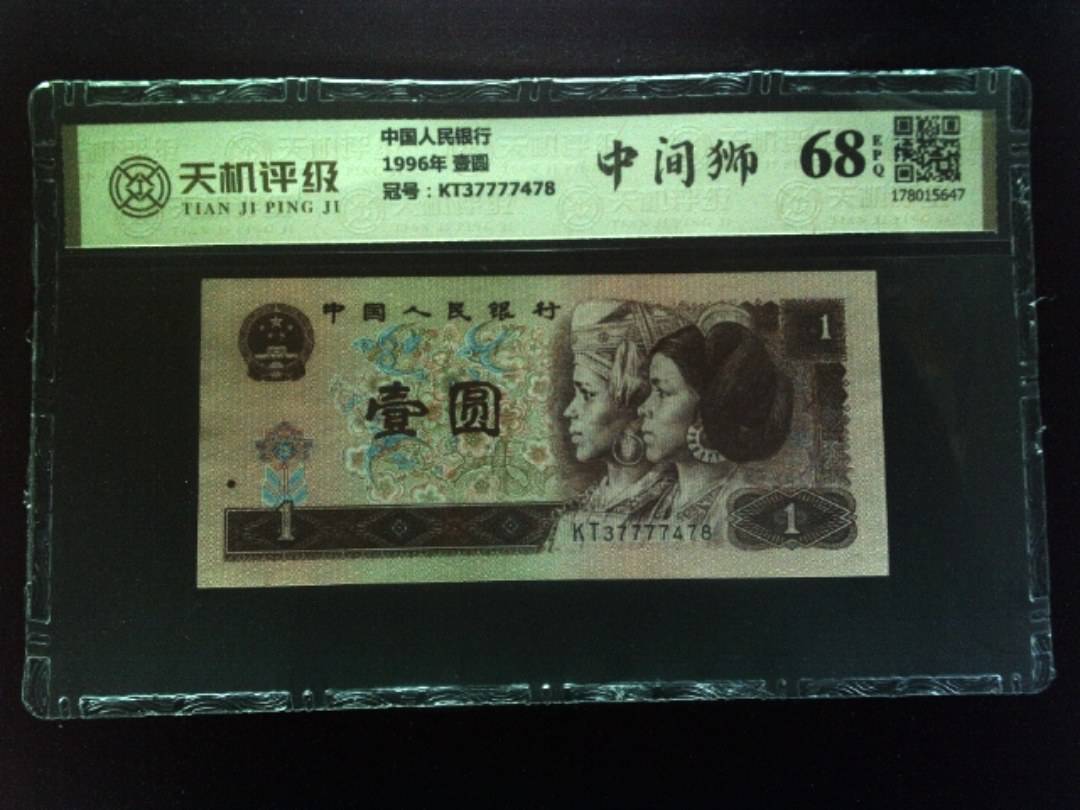 天机评级
TIAN JI PING JI
中国人民银行
1996年 壹圆
冠号：KT37777478
中间狮
68
EPQ
178015647
中国人民银行
1
壹圆
1
KT37777478
1